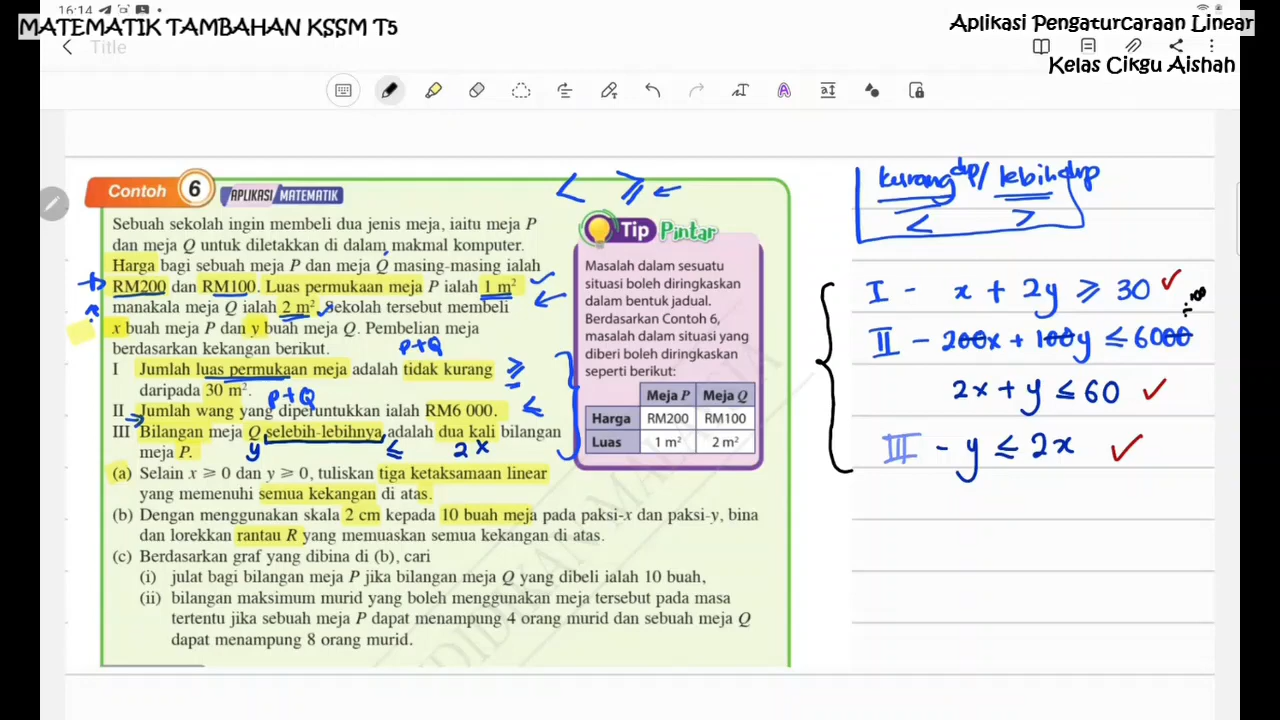 16:14
MATEMATIK TAMBAHAN KSSM T5
Aplikasi Pengaturcaraan Linear
Kelas Cikgu Aishah
Title
Contoh 6 APLIKASI MATEMATIK
< ≥
Sebuah sekolah ingin membeli dua jenis meja, iaitu meja P
dan meja Q untuk diletakkan di dalam makmal komputer.
Harga bagi sebuah meja P dan meja Q masing-masing ialah
RM200 dan RM100. Luas permukaan meja P ialah 1 m²
manakala meja Q ialah 2 m². Sekolah tersebut membeli
x buah meja P dan y buah meja Q. Pembelian meja
berdasarkan kekangan berikut.
P+Q
I Jumlah luas permukaan meja adalah tidak kurang ≥
daripada 30 m².
P+Q
II Jumlah wang yang diperuntukkan ialah RM6 000. ≤
III Bilangan meja Q selebih-lebihnya adalah dua kali bilangan
meja P.
y ≤ 2x
(a) Selain x ≥ 0 dan y ≥ 0, tuliskan tiga ketaksamaan linear
yang memenuhi semua kekangan di atas.
(b) Dengan menggunakan skala 2 cm kepada 10 buah meja pada paksi-x dan paksi-y, bina
dan lorekkan rantau R yang memuaskan semua kekangan di atas.
(c) Berdasarkan graf yang dibina di (b), cari
(i) julat bagi bilangan meja P jika bilangan meja Q yang dibeli ialah 10 buah,
(ii) bilangan maksimum murid yang boleh menggunakan meja tersebut pada masa
tertentu jika sebuah meja P dapat menampung 4 orang murid dan sebuah meja Q
dapat menampung 8 orang murid.
Tip Pintar
Masalah dalam sesuatu
situasi boleh diringkaskan
dalam bentuk jadual.
Berdasarkan Contoh 6,
masalah dalam situasi yang
diberi boleh diringkaskan
seperti berikut:
Meja P Meja Q
Harga RM200 RM100
Luas 1 m² 2 m²
kurang drp / lebih drp
< >
I - x + 2y ≥ 30
÷100
II - 200x + 100y ≤ 6000
2x + y ≤ 60
III - y ≤ 2x